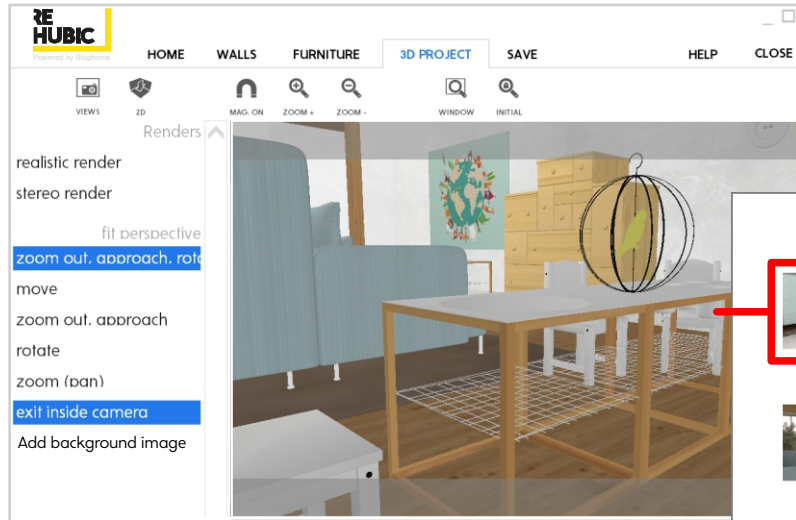 RE
HUBIC
Powered by Biophome
HOME WALLS FURNITURE 3D PROJECT SAVE HELP CLOSE
VIEWS 2D MAG. ON ZOOM + ZOOM - WINDOW INITIAL
Renders
realistic render
stereo render
fit perspective
zoom out, approach, rota
move
zoom out, approach
rotate
zoom (pan)
exit inside camera
Add background image